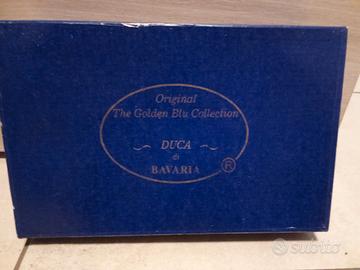 Original
The Golden Blu Collection
~ DUCA ~
di
BAVARIA ®
subito